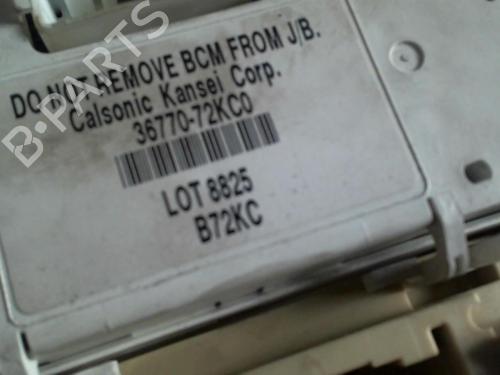 DO NOT REMOVE BCM FROM J/B.
Calsonic Kansei Corp.
36770-72KC0
LOT 8825
B72KC
B-PARTS